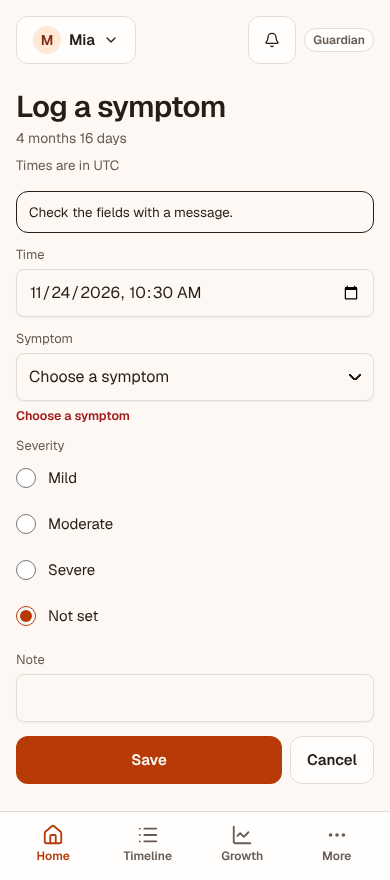 M Mia
Guardian
Log a symptom
4 months 16 days
Times are in UTC
Check the fields with a message.
Time
11/24/2026, 10:30 AM
Symptom
Choose a symptom
Choose a symptom
Severity
Mild
Moderate
Severe
Not set
Note
Save Cancel
Home Timeline Growth More